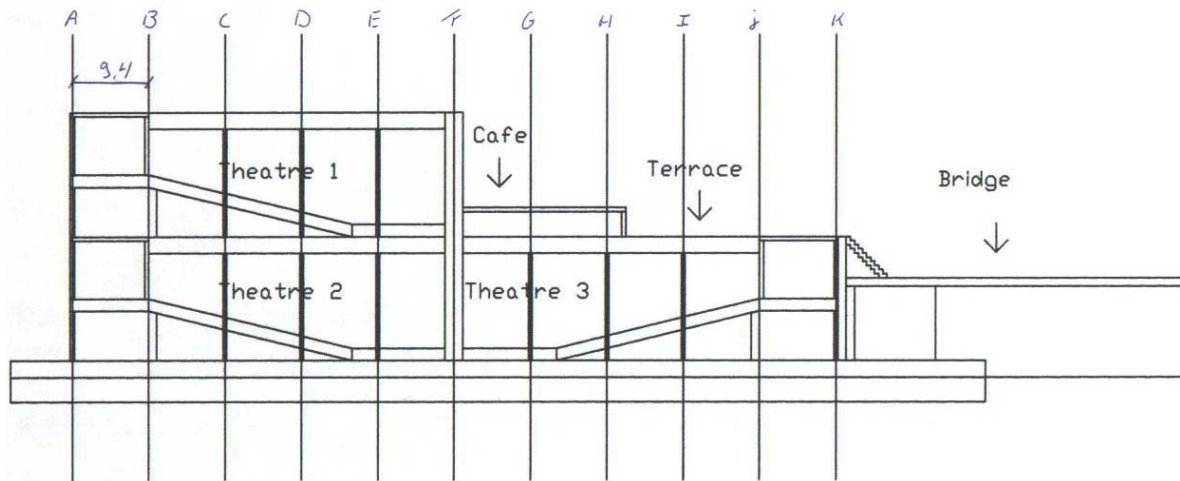 A B C D E F G H I j K
9,4
Cafe
Theatre 1
Terrace
Bridge
Theatre 2
Theatre 3